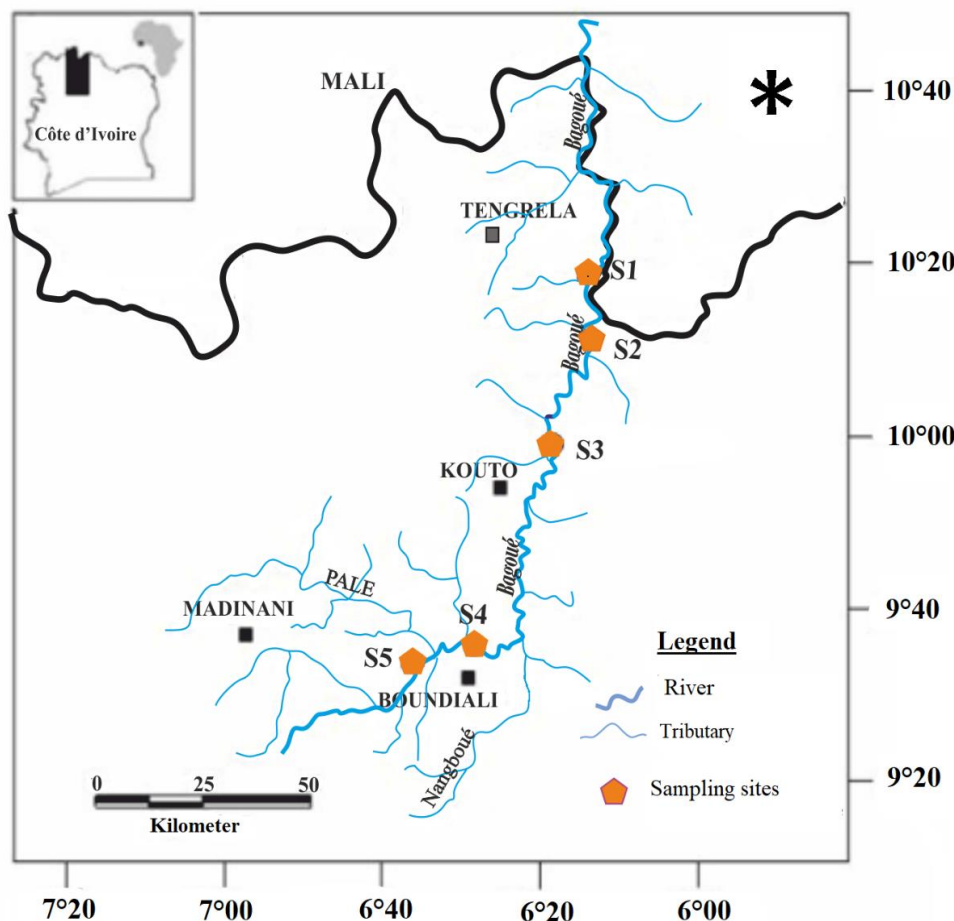 MALI
10°40'
Côte d'Ivoire
Bagoué
TENGRELA
S1
10°20'
Bagoué
S2
S3
10°00'
KOUTO
Bagoué
PALE
MADINANI
S4
9°40'
S5
BOUNDIALI
Legend
River
Tributary
Sampling sites
Nangboué
0 25 50
Kilometer
9°20'
7°20 7°00' 6°40' 6°20' 6°00'